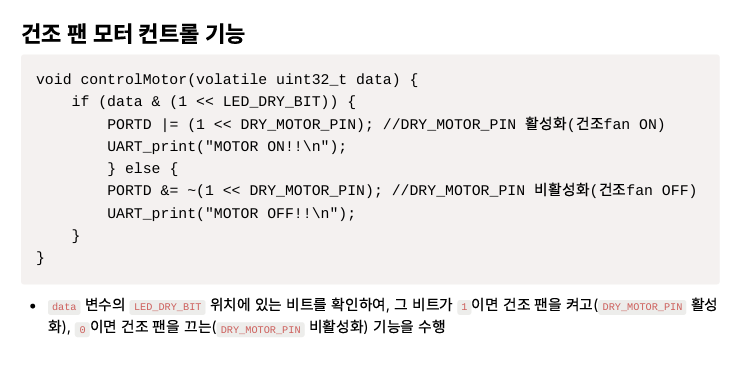 건조 팬 모터 컨트롤 기능
void controlMotor(volatile uint32_t data) {
    if (data & (1 << LED_DRY_BIT)) {
        PORTD |= (1 << DRY_MOTOR_PIN); //DRY_MOTOR_PIN 활성화(건조fan ON)
        UART_print("MOTOR ON!!\n");
        } else {
        PORTD &= ~(1 << DRY_MOTOR_PIN); //DRY_MOTOR_PIN 비활성화(건조fan OFF)
        UART_print("MOTOR OFF!!\n");
    }
}
• data 변수의 LED_DRY_BIT 위치에 있는 비트를 확인하여, 그 비트가 1이면 건조 팬을 켜고( DRY_MOTOR_PIN 활성
화), 0이면 건조 팬을 끄는( DRY_MOTOR_PIN 비활성화) 기능을 수행